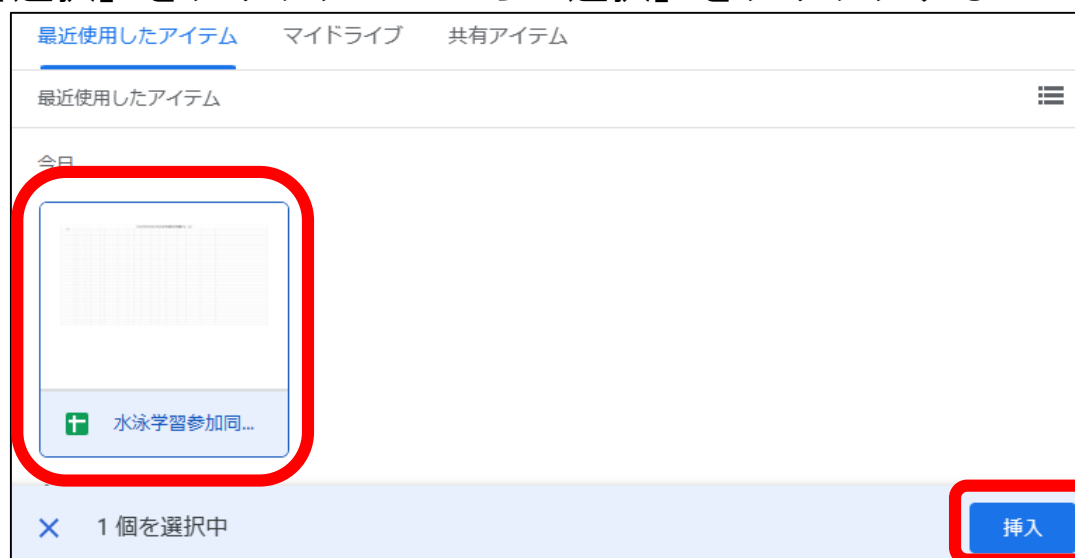 最近使用したアイテム マイドライブ 共有アイテム
最近使用したアイテム
今日
水泳学習参加同...
1 個を選択中
挿入